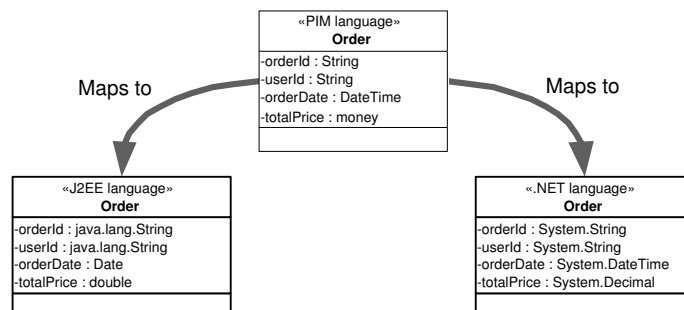 «PIM language»
Order
-orderId : String
-userId : String
-orderDate : DateTime
-totalPrice : money
Maps to
Maps to
«J2EE language»
Order
-orderId : java.lang.String
-userId : java.lang.String
-orderDate : Date
-totalPrice : double
«.NET language»
Order
-orderId : System.String
-userId : System.String
-orderDate : System.DateTime
-totalPrice : System.Decimal